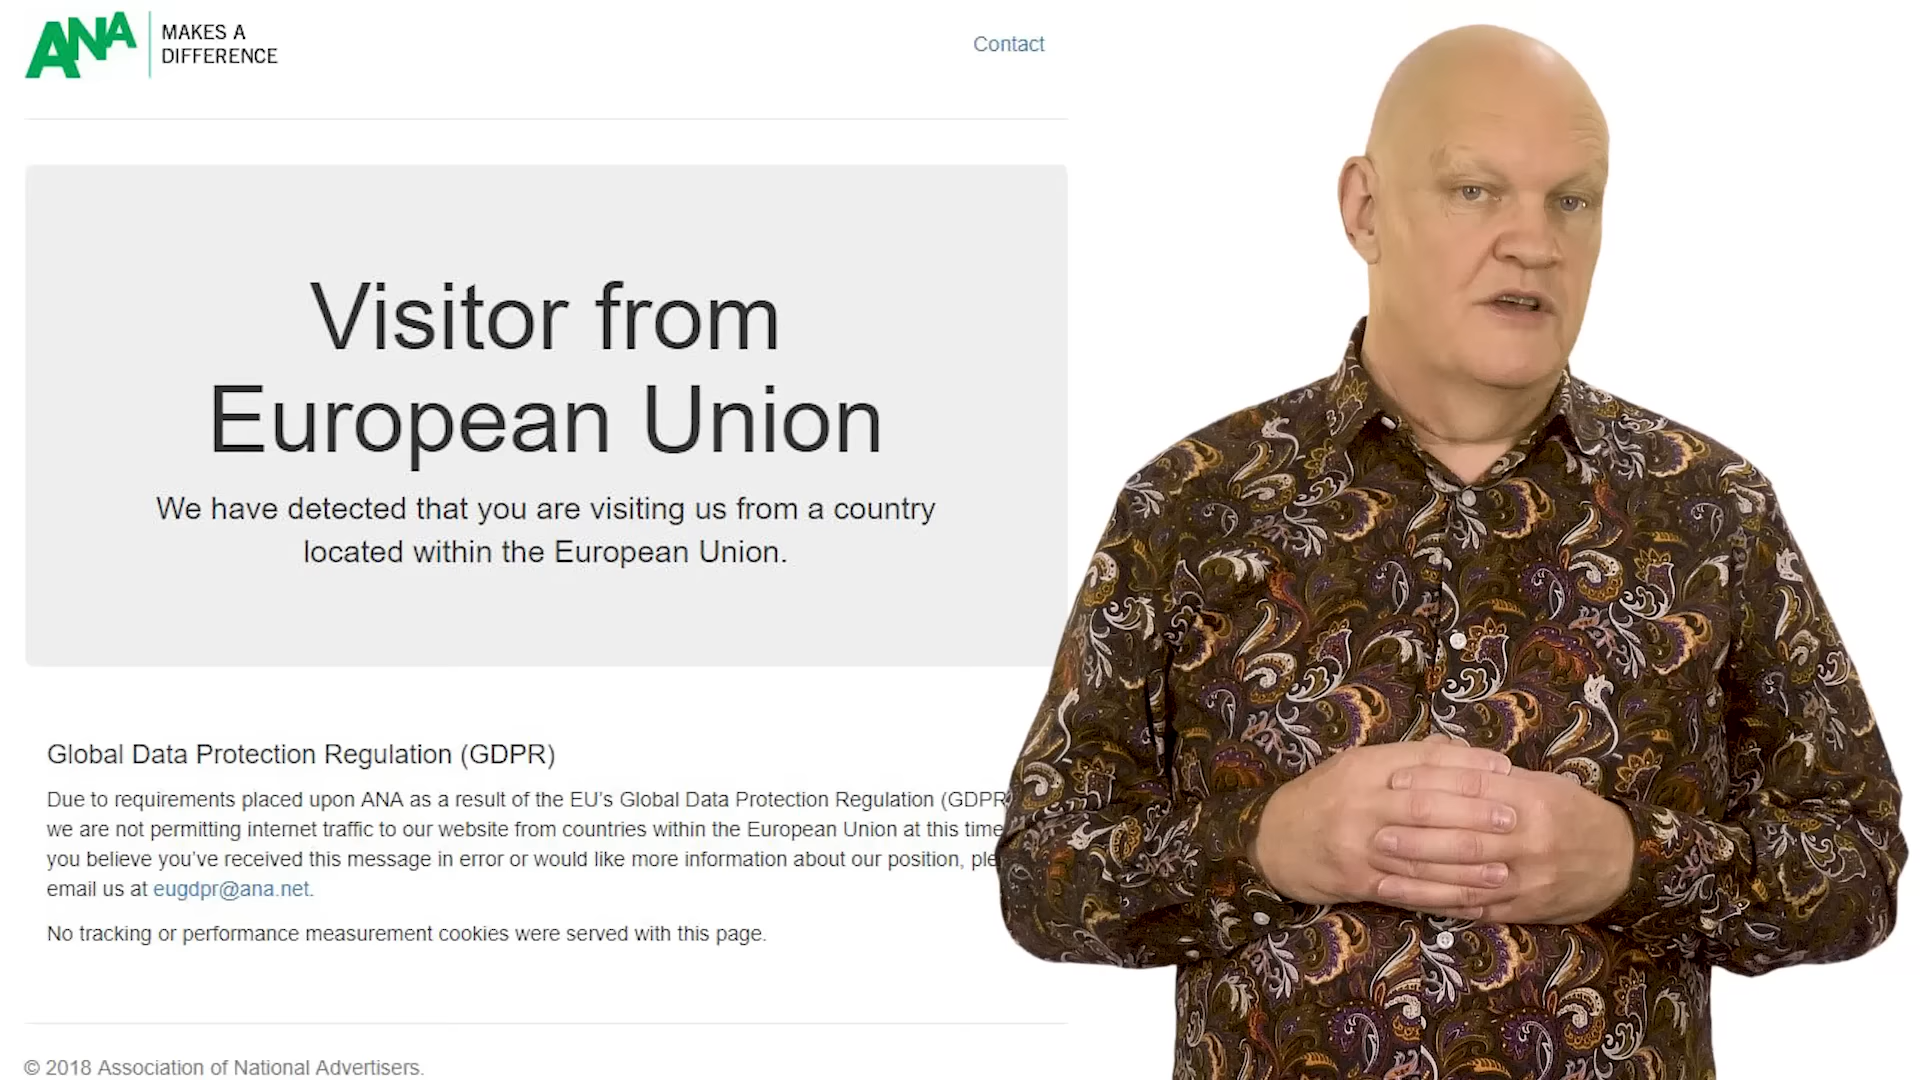 ANA
MAKES A
DIFFERENCE
Contact
Visitor from
European Union
We have detected that you are visiting us from a country
located within the European Union.
Global Data Protection Regulation (GDPR)
Due to requirements placed upon ANA as a result of the EU's Global Data Protection Regulation (GDPR
we are not permitting internet traffic to our website from countries within the European Union at this time
you believe you've received this message in error or would like more information about our position, ple
email us at eugdpr@ana.net.
No tracking or performance measurement cookies were served with this page.
© 2018 Association of National Advertisers.